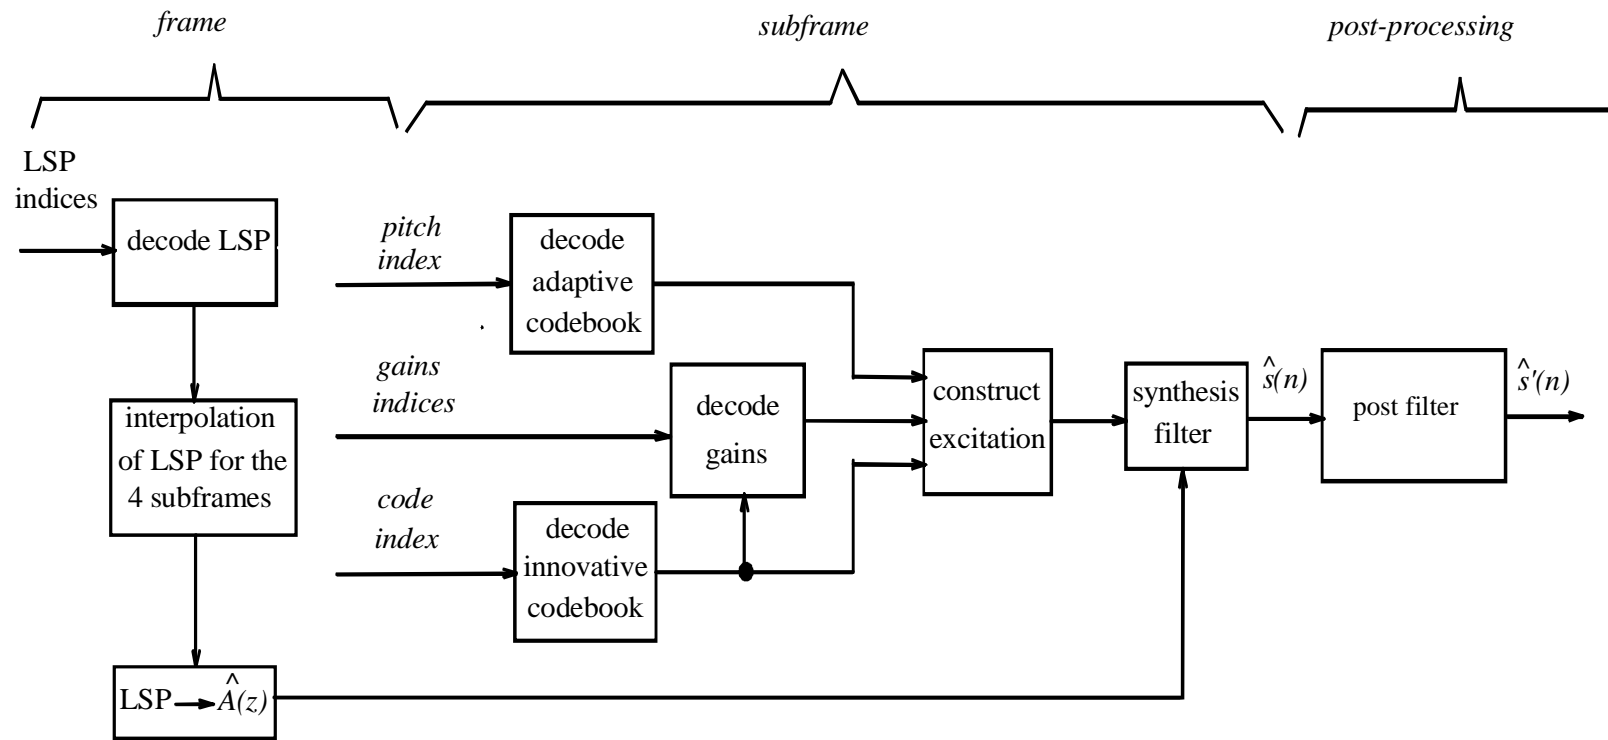 frame
subframe
post-processing
LSP
indices
decode LSP
interpolation
of LSP for the
4 subframes
LSP → Â(z)
pitch
index
decode
adaptive
codebook
gains
indices
decode
gains
code
index
decode
innovative
codebook
construct
excitation
synthesis
filter
ŝ(n)
post filter
ŝ'(n)